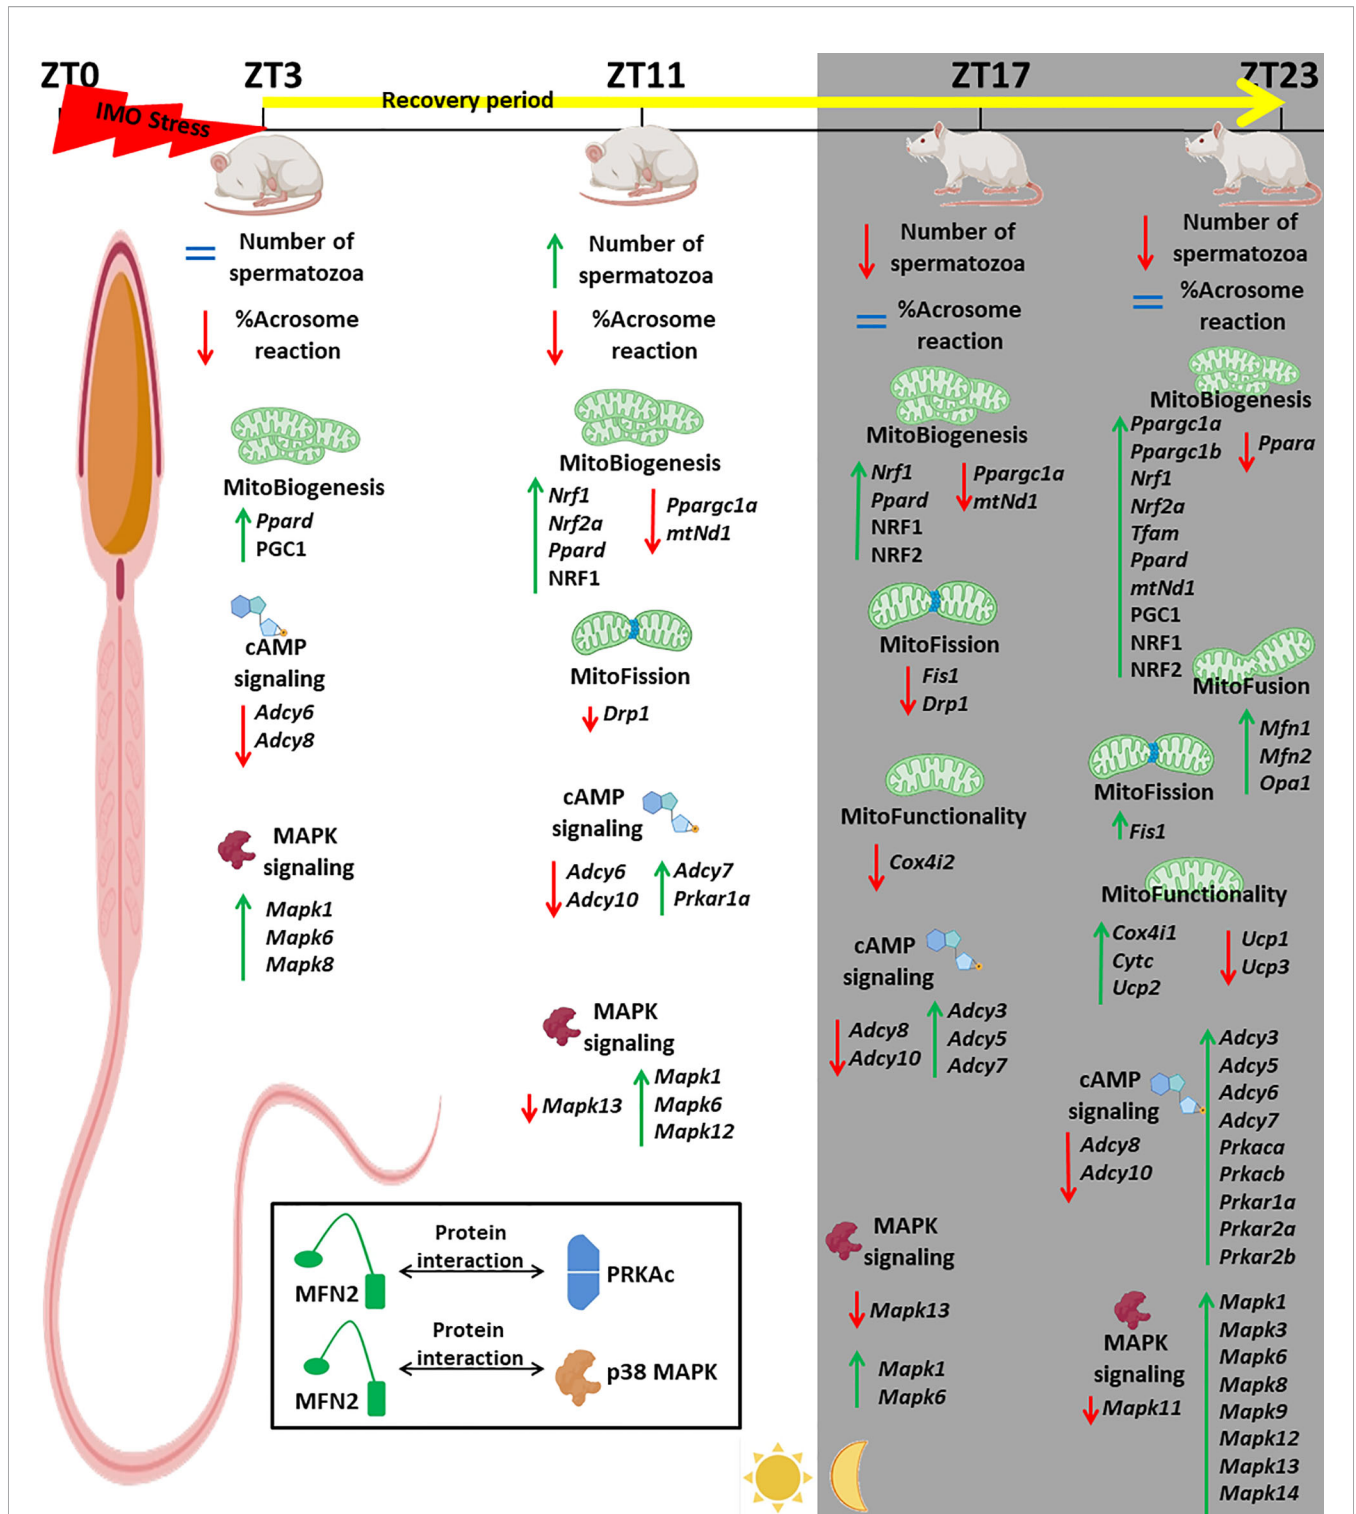 ZT0
ZT3
ZT11
ZT17
ZT23
IMO Stress
Recovery period
Number of
spermatozoa
%Acrosome
reaction
MitoBiogenesis
Ppard
PGC1
cAMP
signaling
Adcy6
Adcy8
MAPK
signaling
Mapk1
Mapk6
Mapk8
Number of
spermatozoa
%Acrosome
reaction
MitoBiogenesis
Nrf1
Nrf2a
Ppard
NRF1
Ppargc1a
mtNd1
MitoFission
Drp1
cAMP
signaling
Adcy6
Adcy10
Adcy7
Prkar1a
MAPK
signaling
Mapk13
Mapk1
Mapk6
Mapk12
Number of
spermatozoa
%Acrosome
reaction
MitoBiogenesis
Nrf1
Ppard
NRF1
NRF2
Ppargc1a
mtNd1
MitoFission
Fis1
Drp1
MitoFunctionality
Cox4i2
cAMP
signaling
Adcy8
Adcy10
Adcy3
Adcy5
Adcy7
MAPK
signaling
Mapk13
Mapk1
Mapk6
Number of
spermatozoa
%Acrosome
reaction
MitoBiogenesis
Ppargc1a
Ppargc1b
Nrf1
Nrf2a
Tfam
Ppard
mtNd1
PGC1
NRF1
NRF2
Ppara
MitoFusion
Mfn1
Mfn2
Opa1
MitoFission
Fis1
MitoFunctionality
Cox4i1
Cytc
Ucp2
Ucp1
Ucp3
cAMP
signaling
Adcy8
Adcy10
Adcy3
Adcy5
Adcy6
Adcy7
Prkaca
Prkacb
Prkar1a
Prkar2a
Prkar2b
MAPK
signaling
Mapk11
Mapk1
Mapk3
Mapk6
Mapk8
Mapk9
Mapk12
Mapk13
Mapk14
MFN2
Protein
interaction
PRKAc
MFN2
Protein
interaction
p38 MAPK